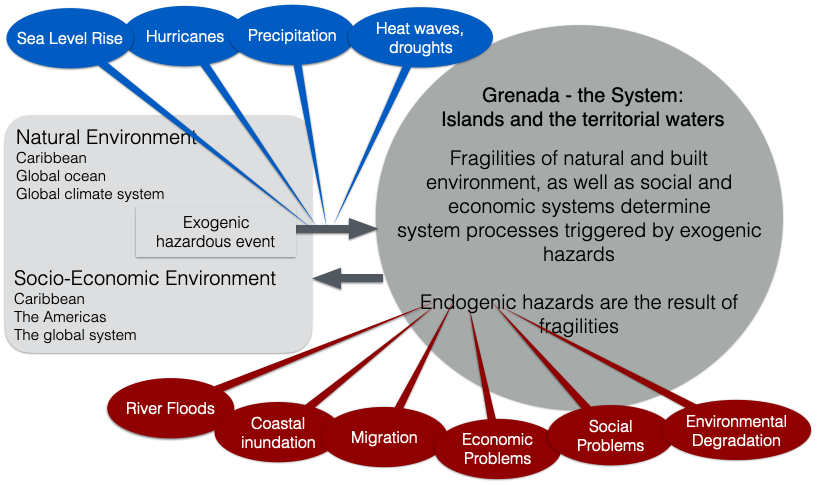 Sea Level Rise
Hurricanes
Precipitation
Heat waves,
droughts
Grenada - the System:
Islands and the territorial waters
Fragilities of natural and built
environment, as well as social and
economic systems determine
system processes triggered by exogenic
hazards
Endogenic hazards are the result of
fragilities
Natural Environment
Caribbean
Global ocean
Global climate system
Exogenic
hazardous event
Socio-Economic Environment
Caribbean
The Americas
The global system
River Floods
Coastal
inundation
Migration
Economic
Problems
Social
Problems
Environmental
Degradation